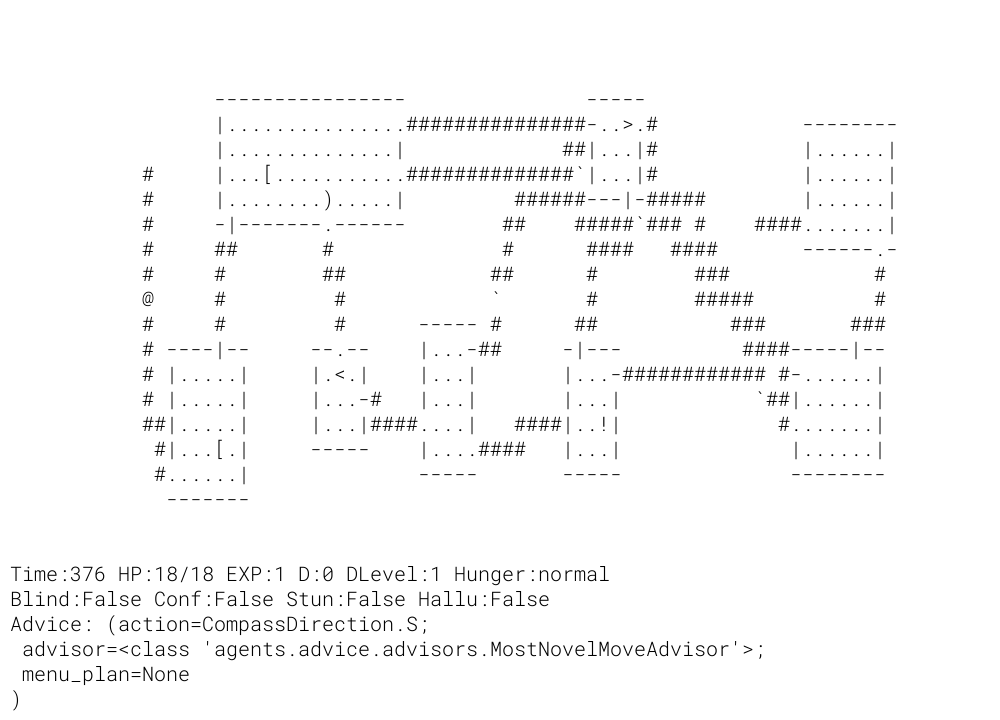 ----------------               -----
                 |...............###############-..>.#            --------
                 |..............|             ##|...|#            |......|
           #     |...[...........##############`|...|#            |......|
           #     |........).....|         ######---|-#####        |......|
           #     -|-------.------        ##    #####`### #    ####.......|
           #     ##       #              #      ####   ####       ------.-
           #     #        ##            ##      #        ###             #
           @     #         #            `       #        #####           #
           #     #         #      ----- #      ##           ###       ###
           # ----|--     --.--    |...-##     -|---          ####-----|--
           # |.....|     |.<.|    |...|       |...-############ #-......|
           # |.....|     |...-#   |...|       |...|           `##|......|
           ##|.....|     |...|####....|   ####|..!|             #.......|
            #|...[.|     -----    |....####   |...|              |......|
            #......|              -----       -----              --------
             -------
Time:376 HP:18/18 EXP:1 D:0 DLevel:1 Hunger:normal
Blind:False Conf:False Stun:False Hallu:False
Advice: (action=CompassDirection.S;
 advisor=<class 'agents.advice.advisors.MostNovelMoveAdvisor'>;
 menu_plan=None
)